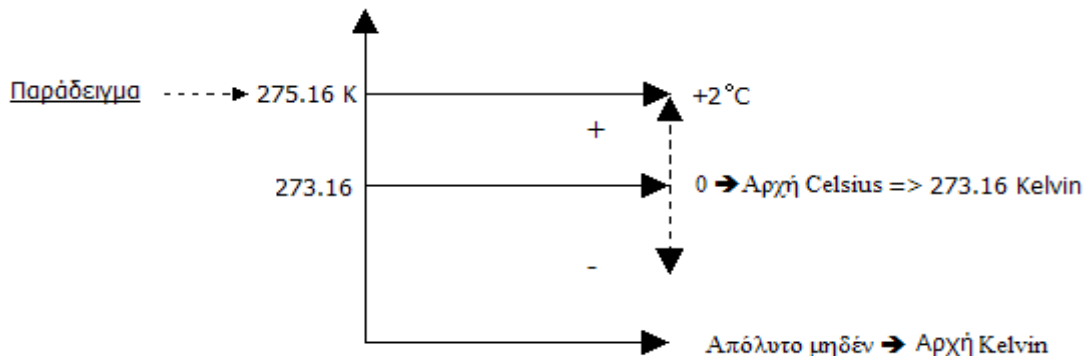 Παράδειγμα 275.16 K +2°C
+
273.16 0 ➔ Αρχή Celsius => 273.16 Kelvin
-
Απόλυτο μηδέν ➔ Αρχή Kelvin